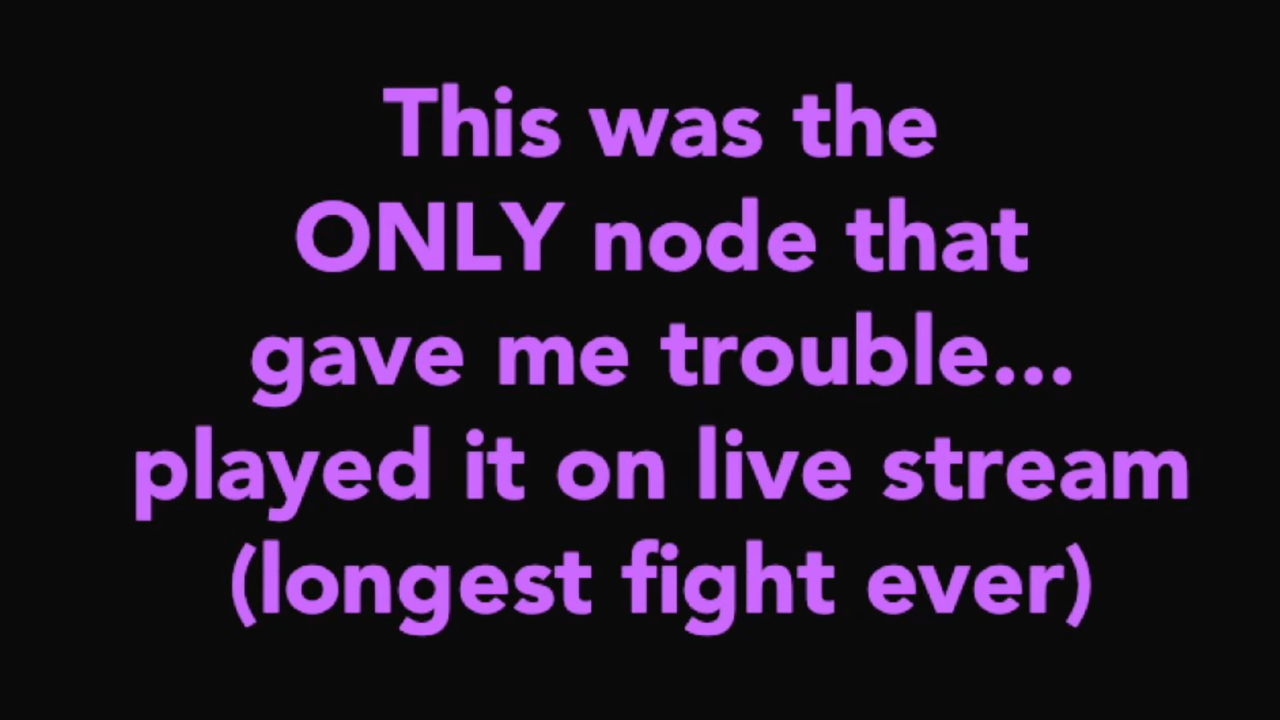 This was the
ONLY node that
gave me trouble...
played it on live stream
(longest fight ever)